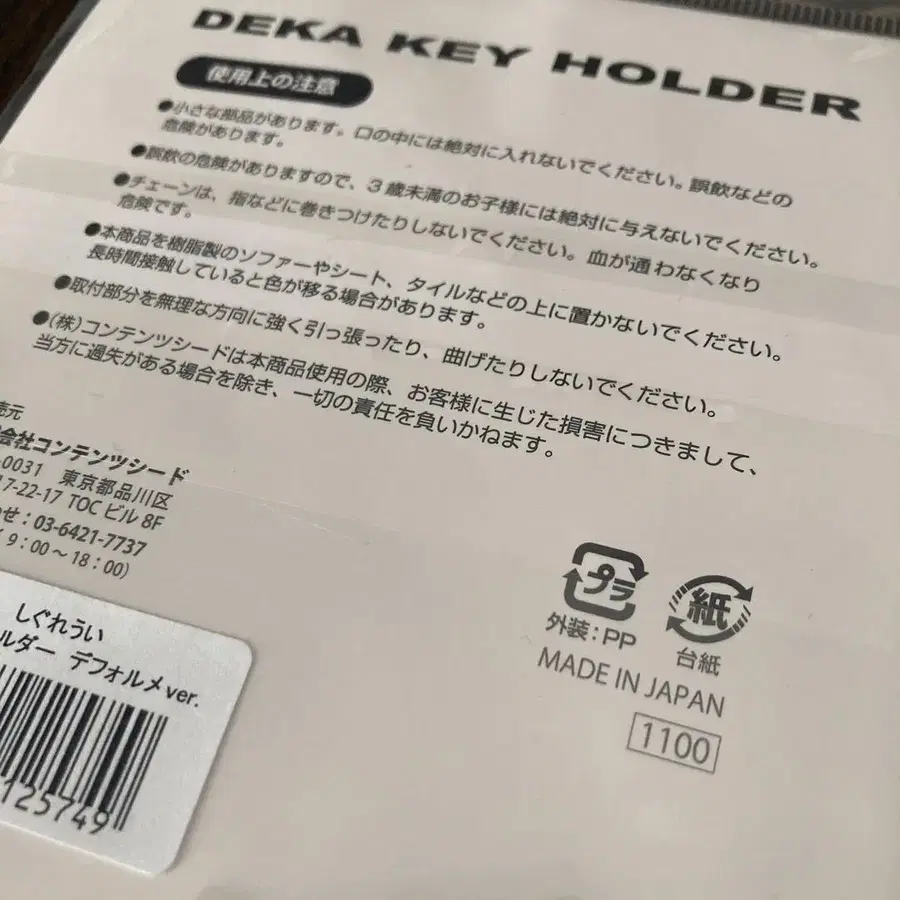 DEKA KEY HOLDER
使用上の注意
●小さな部品があります。口の中には絶対に入れないでください。誤飲などの
危険があります。
●誤飲の危険がありますので、3歳未満のお子様には絶対に与えないでください。
●チェーンは、指などに巻きつけたりしないでください。血が通わなくなり
危険です。
●本商品を樹脂製のソファーやシート、タイルなどの上に置かないでください。
長時間接触していると色が移る場合があります。
●取付部分を無理な方向に強く引っ張ったり、曲げたりしないでください。
●(株)コンテンツシードは本商品使用の際、お客様に生じた損害につきまして、
当方に過失がある場合を除き、一切の責任を負いかねます。
売元
会社コンテンツシード
-0031 東京都品川区
17-22-17 TOCビル 8F
わせ:03-6421-7737
9:00～18:00)
しぐれうい
ルダー デフォルメver.
125749
プラ
外装:PP
紙
台紙
MADE IN JAPAN
1100